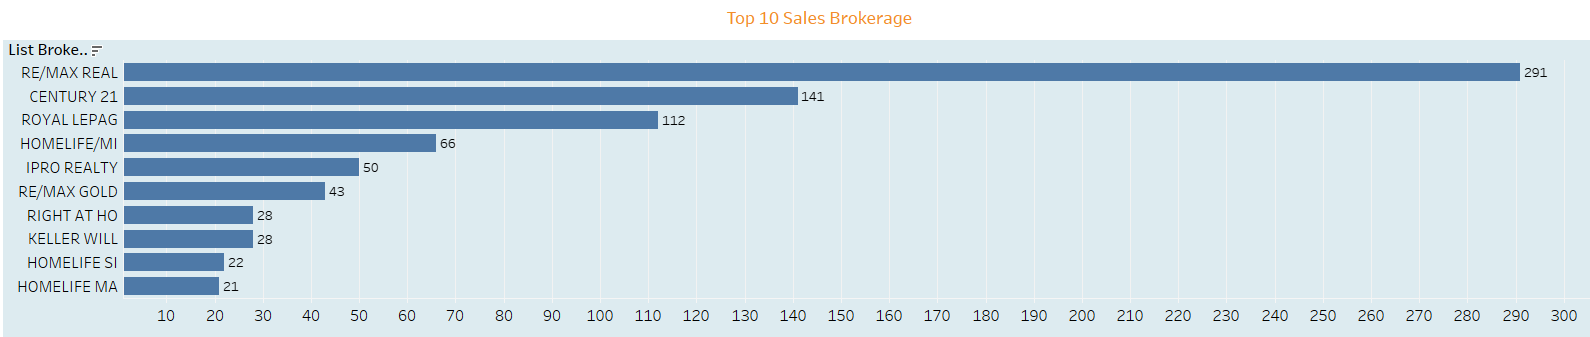 Top 10 Sales Brokerage
List Broke..
RE/MAX REAL 291
CENTURY 21 141
ROYAL LEPAG 112
HOMELIFE/MI 66
IPRO REALTY 50
RE/MAX GOLD 43
RIGHT AT HO 28
KELLER WILL 28
HOMELIFE SI 22
HOMELIFE MA 21
10 20 30 40 50 60 70 80 90 100 110 120 130 140 150 160 170 180 190 200 210 220 230 240 250 260 270 280 290 300